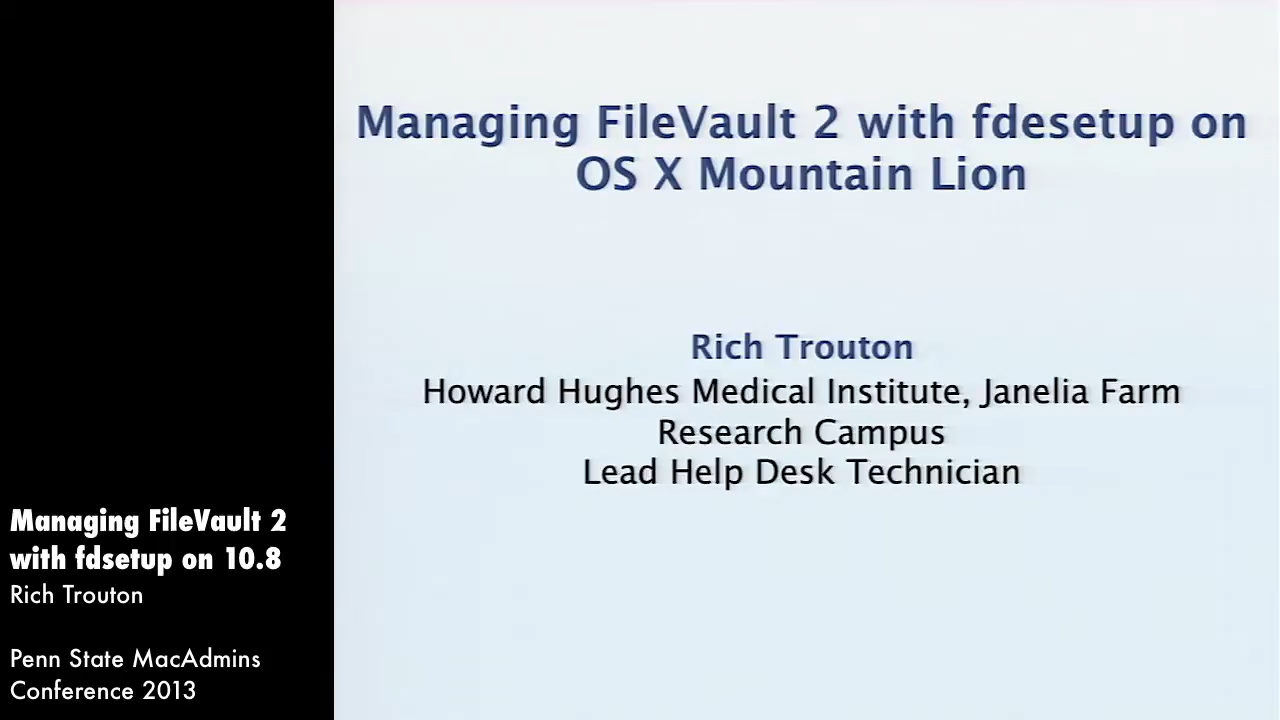 Managing FileVault 2 with fdesetup on
OS X Mountain Lion
Rich Trouton
Howard Hughes Medical Institute, Janelia Farm
Research Campus
Lead Help Desk Technician
Managing FileVault 2
with fdsetup on 10.8
Rich Trouton
Penn State MacAdmins
Conference 2013